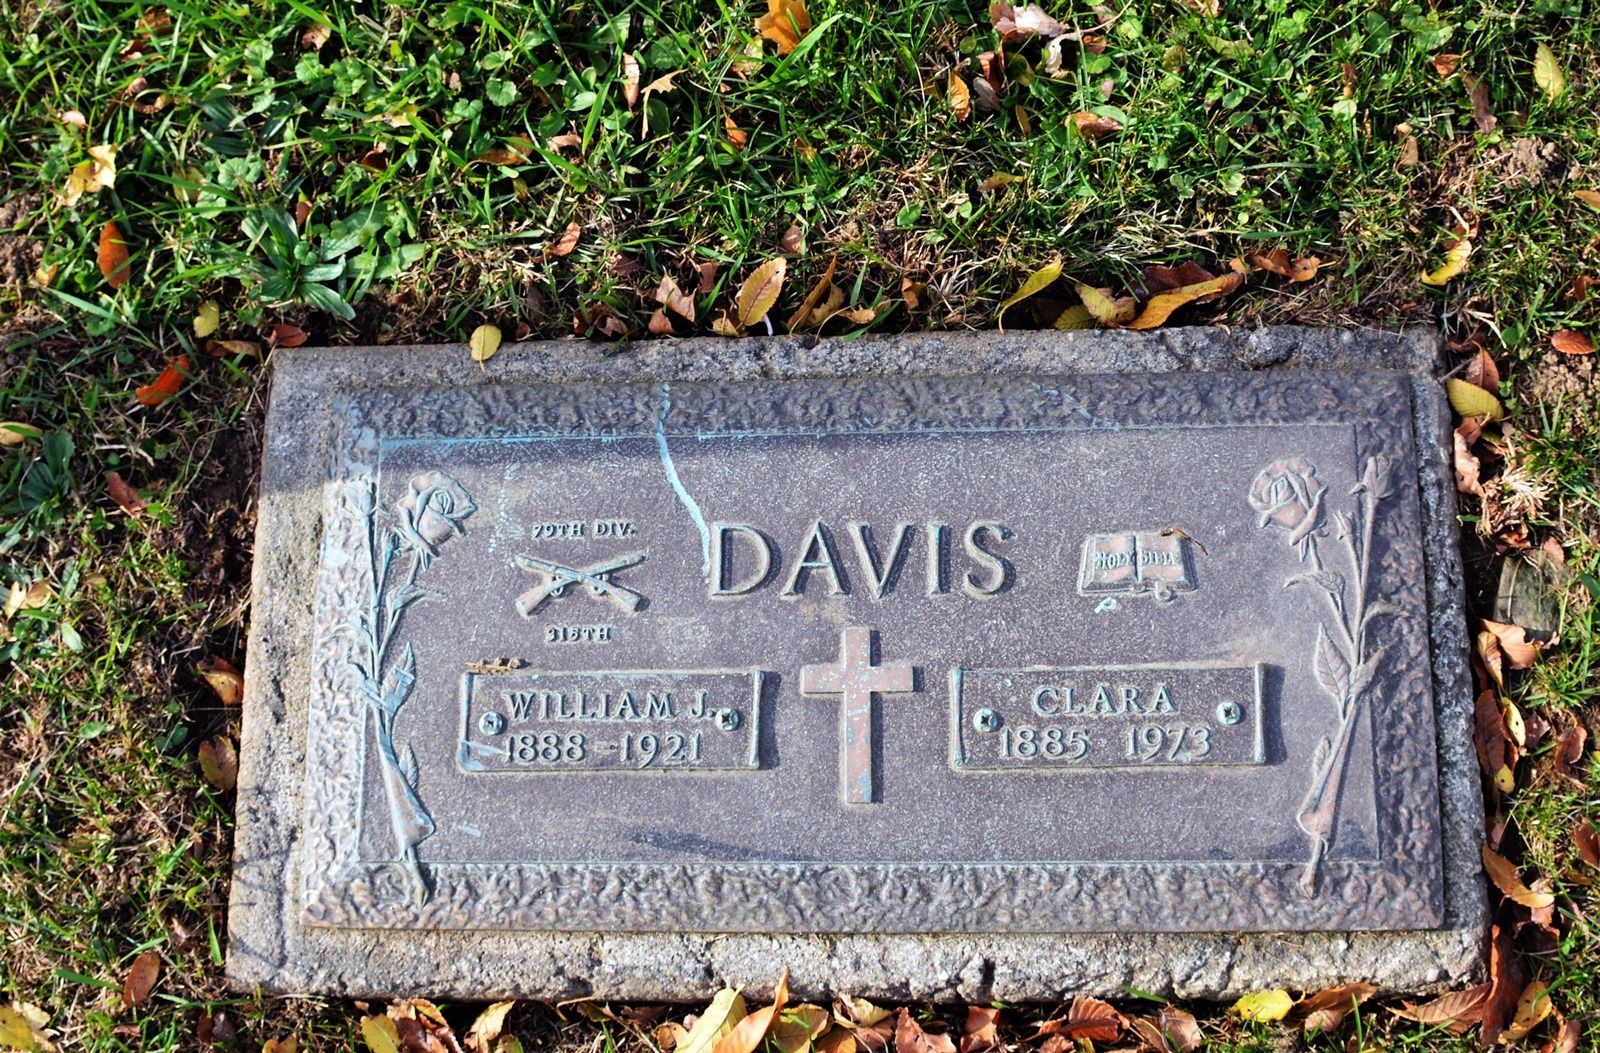 79TH DIV.
315TH
DAVIS
HOLY BIBLE
WILLIAM J.
1888 - 1921
CLARA
1885 1973